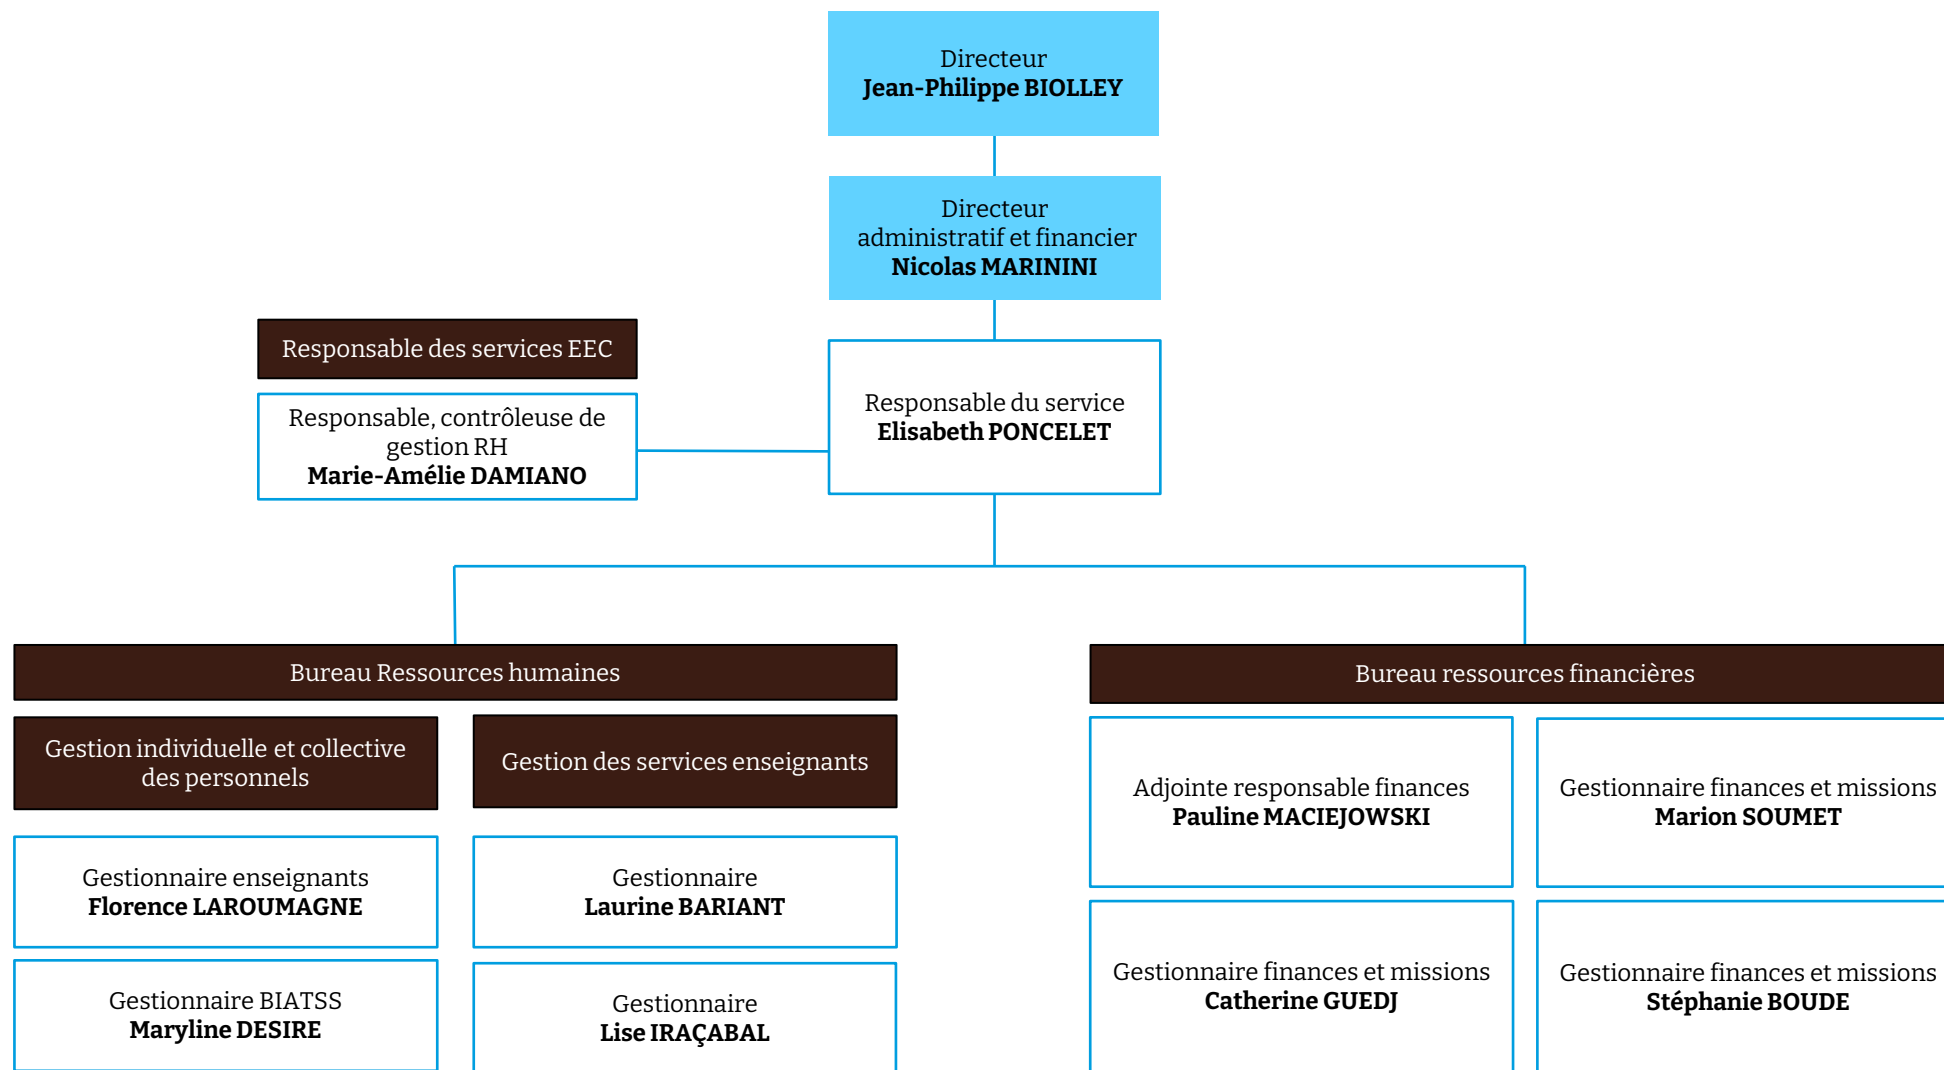 Directeur
Jean-Philippe BIOLLEY
Directeur
administratif et financier
Nicolas MARININI
Responsable des services EEC
Responsable, contrôleuse de
gestion RH
Marie-Amélie DAMIANO
Responsable du service
Elisabeth PONCELET
Bureau Ressources humaines
Gestion individuelle et collective
des personnels
Gestion des services enseignants
Gestionnaire enseignants
Florence LAROUMAGNE
Gestionnaire
Laurine BARIANT
Gestionnaire BIATSS
Maryline DESIRE
Gestionnaire
Lise IRAÇABAL
Bureau ressources financières
Adjointe responsable finances
Pauline MACIEJOWSKI
Gestionnaire finances et missions
Marion SOUMET
Gestionnaire finances et missions
Catherine GUEDJ
Gestionnaire finances et missions
Stéphanie BOUDE